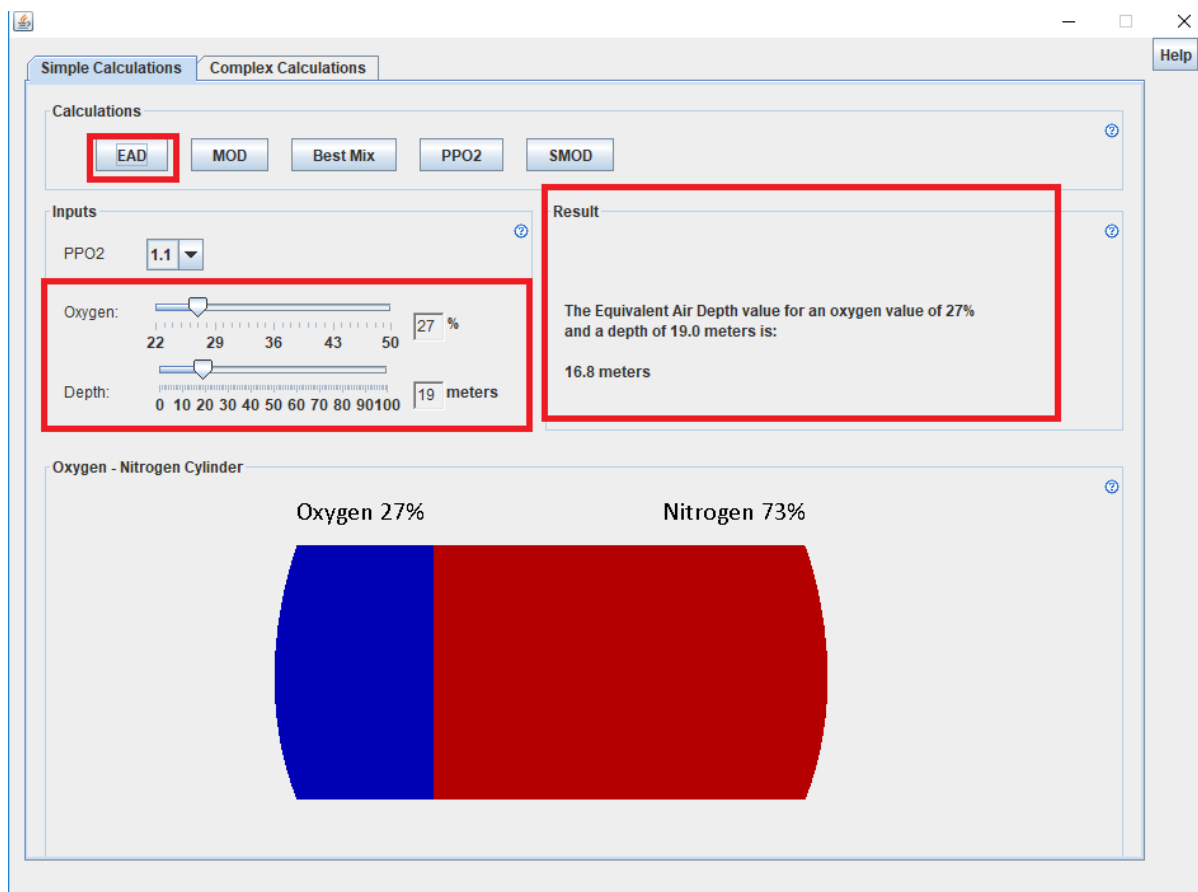 Help
Simple Calculations Complex Calculations
Calculations
EAD MOD Best Mix PPO2 SMOD
Inputs
PPO2 1.1
Oxygen: 27 %
22 29 36 43 50
Depth: 19 meters
0 10 20 30 40 50 60 70 80 90100
Result
The Equivalent Air Depth value for an oxygen value of 27%
and a depth of 19.0 meters is:
16.8 meters
Oxygen - Nitrogen Cylinder
Oxygen 27% Nitrogen 73%